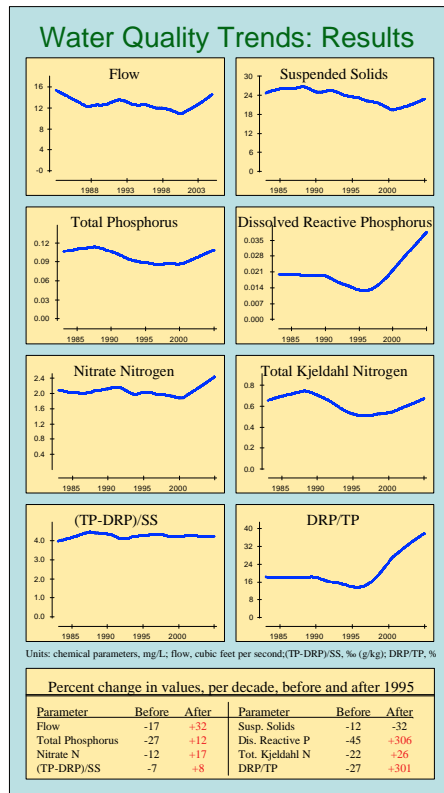 Water Quality Trends: Results
Flow
18
12
6
-0
1988 1993 1998 2003
Suspended Solids
30
24
18
12
6
0
1985 1990 1995 2000
Total Phosphorus
0.12
0.09
0.06
0.03
0.00
1985 1990 1995 2000
Dissolved Reactive Phosphorus
0.035
0.028
0.021
0.014
0.007
0.000
1985 1990 1995 2000
Nitrate Nitrogen
2.4
2.0
1.6
1.2
0.8
0.4
1985 1990 1995 2000
Total Kjeldahl Nitrogen
0.8
0.6
0.4
0.2
0.0
1985 1990 1995 2000
(TP-DRP)/SS
4.0
3.0
2.0
1.0
0.0
1985 1990 1995 2000
DRP/TP
40
36
32
28
24
20
16
12
8
4
0
1985 1990 1995 2000
Units: chemical parameters, mg/L; flow, cubic feet per second;(TP-DRP)/SS, ‰ (g/kg); DRP/TP, %
Percent change in values, per decade, before and after 1995
Parameter Before After Parameter Before After
Flow -17 +32 Susp. Solids -12 -32
Total Phosphorus -27 +12 Dis. Reactive P -45 +306
Nitrate N -12 +17 Tot. Kjeldahl N -22 +26
(TP-DRP)/SS -7 +8 DRP/TP -27 +301